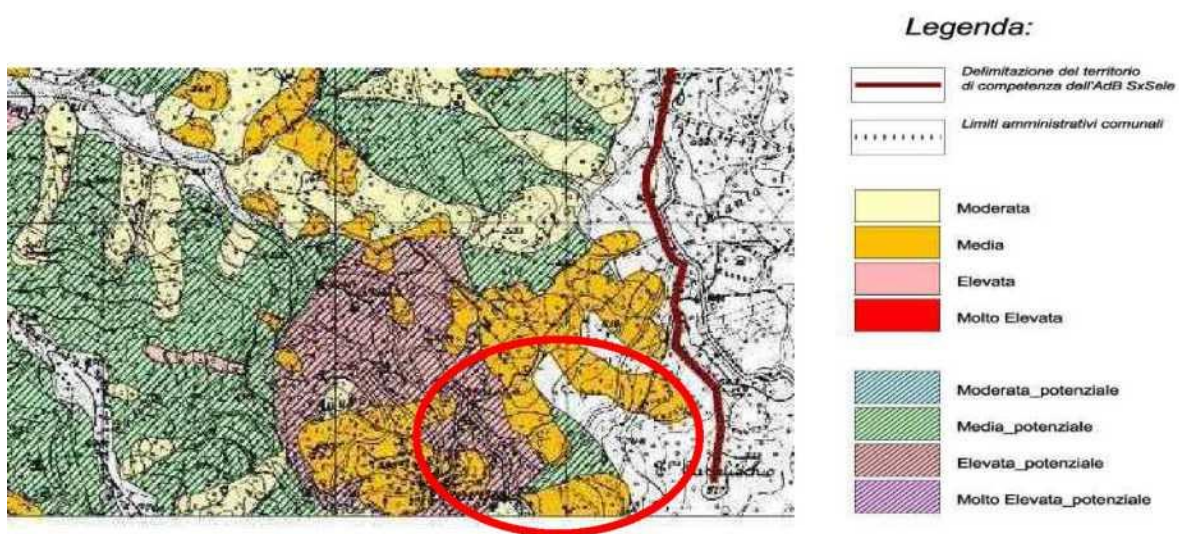 Legenda:
Delimitazione del territorio
di competenza dell'AdB SxSele
Limiti amministrativi comunali
Moderata
Media
Elevata
Molto Elevata
Moderata_potenziale
Media_potenziale
Elevata_potenziale
Molto Elevata_potenziale